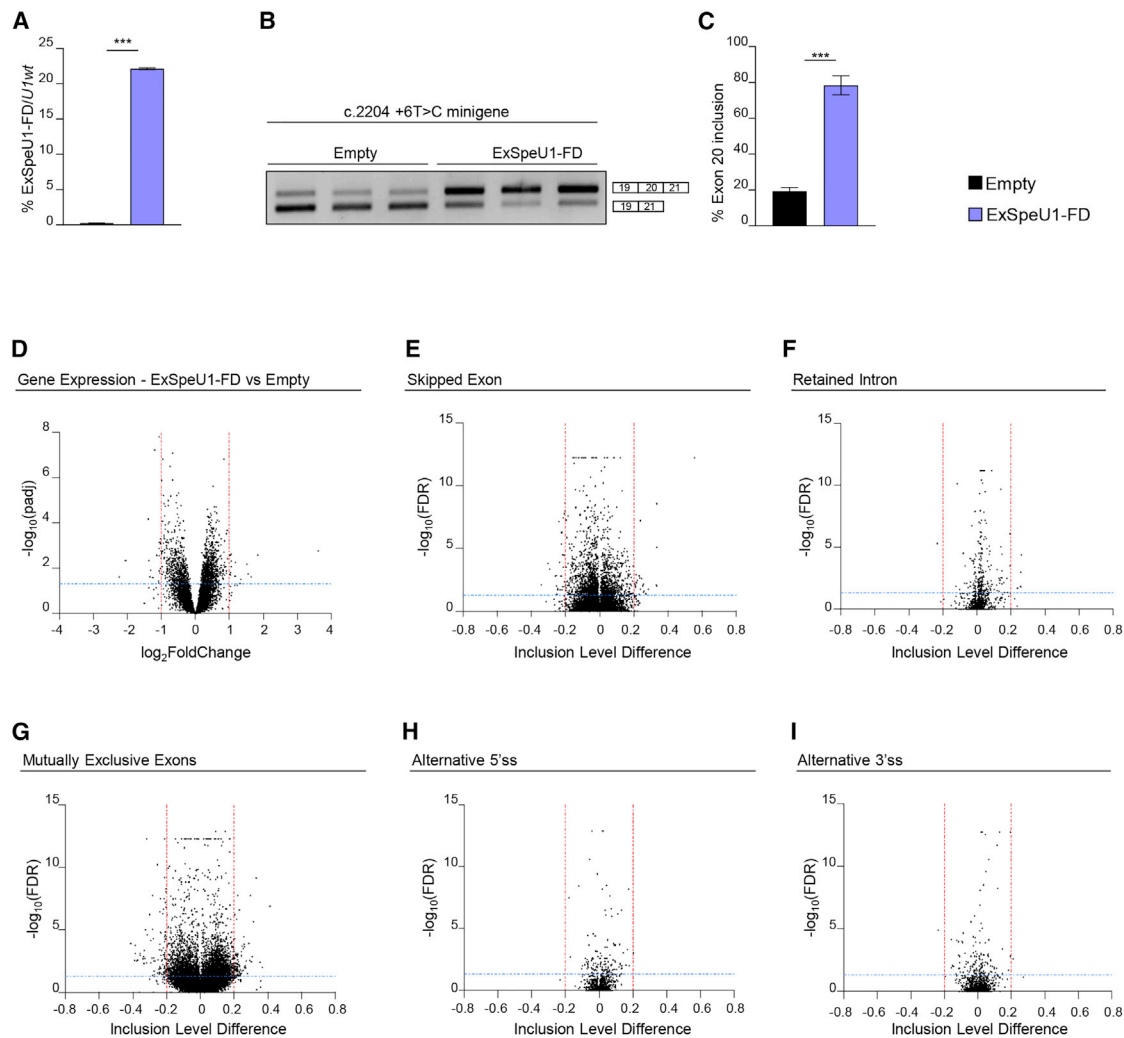 A
% ExSpeU1-FD/U1wt
25
20
15
10
5
0
***
B
c.2204 +6T>C minigene
Empty ExSpeU1-FD
19 20 21
19 21
C
% Exon 20 inclusion
100
80
60
40
20
0
***
Empty
ExSpeU1-FD
D
Gene Expression - ExSpeU1-FD vs Empty
-log10(padj)
8
6
4
2
0
-4 -3 -2 -1 0 1 2 3 4
log2FoldChange
E
Skipped Exon
-log10(FDR)
15
10
5
0
-0.8 -0.6 -0.4 -0.2 0 0.2 0.4 0.6 0.8
Inclusion Level Difference
F
Retained Intron
-log10(FDR)
15
10
5
0
-0.8 -0.6 -0.4 -0.2 0 0.2 0.4 0.6 0.8
Inclusion Level Difference
G
Mutually Exclusive Exons
-log10(FDR)
15
10
5
0
-0.8 -0.6 -0.4 -0.2 0 0.2 0.4 0.6 0.8
Inclusion Level Difference
H
Alternative 5'ss
-log10(FDR)
15
10
5
0
-0.8 -0.6 -0.4 -0.2 0 0.2 0.4 0.6 0.8
Inclusion Level Difference
I
Alternative 3'ss
-log10(FDR)
15
10
5
0
-0.8 -0.6 -0.4 -0.2 0 0.2 0.4 0.6 0.8
Inclusion Level Difference